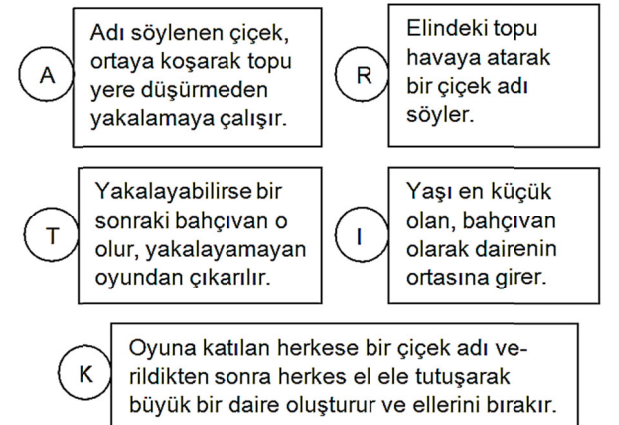 A
Adı söylenen çiçek,
ortaya koşarak topu
yere düşürmeden
yakalamaya çalışır.
R
Elindeki topu
havaya atarak
bir çiçek adı
söyler.
T
Yakalayabilirse bir
sonraki bahçıvan o
olur, yakalayamayan
oyundan çıkarılır.
I
Yaşı en küçük
olan, bahçıvan
olarak dairenin
ortasına girer.
K
Oyuna katılan herkese bir çiçek adı ve-
rildikten sonra herkes el ele tutuşarak
büyük bir daire oluşturur ve ellerini bırakır.